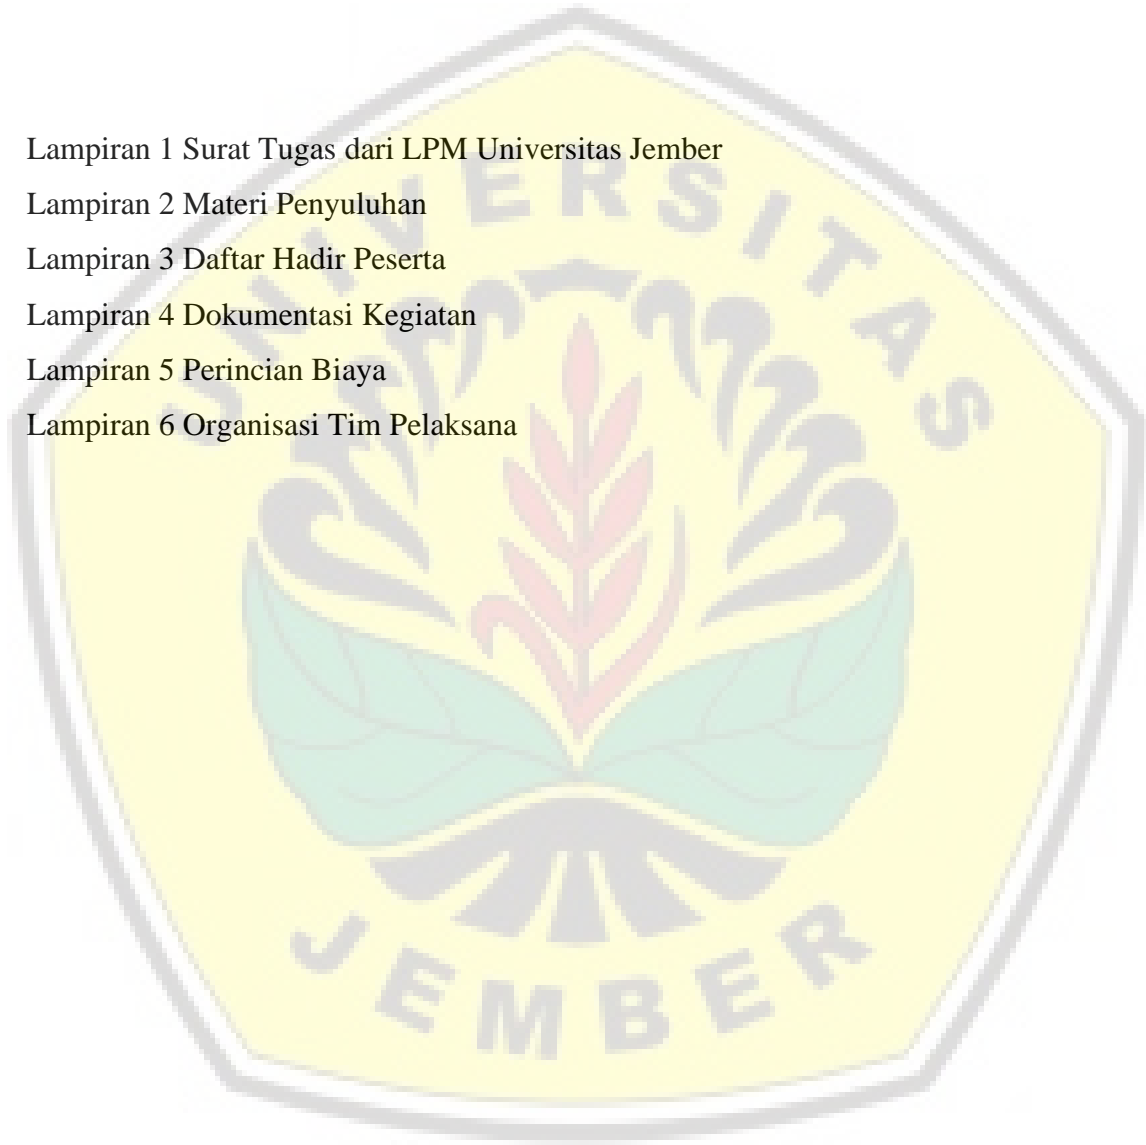 Lampiran 1 Surat Tugas dari LPM Universitas Jember
Lampiran 2 Materi Penyuluhan
Lampiran 3 Daftar Hadir Peserta
Lampiran 4 Dokumentasi Kegiatan
Lampiran 5 Perincian Biaya
Lampiran 6 Organisasi Tim Pelaksana
UNIVERSITAS
JEMBER